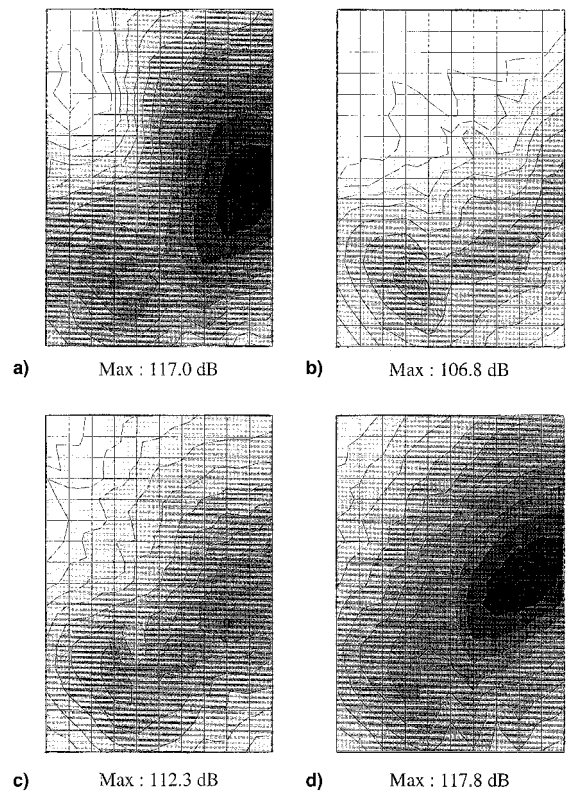 a) Max : 117.0 dB
b) Max : 106.8 dB
c) Max : 112.3 dB
d) Max : 117.8 dB